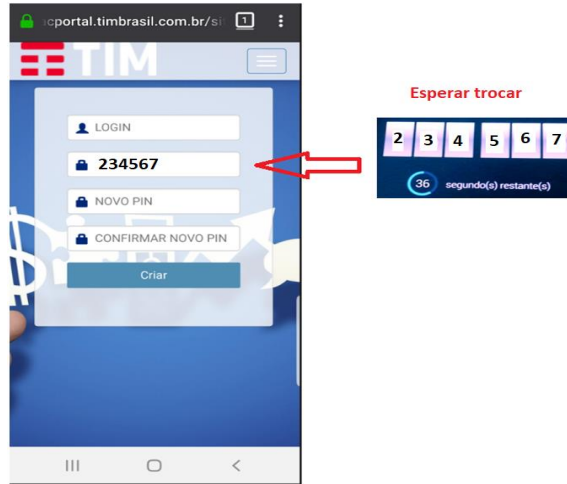 cportal.timbrasil.com.br/si 1
TIM
LOGIN
234567
NOVO PIN
CONFIRMAR NOVO PIN
Criar
Esperar trocar
2 3 4 5 6 7
36 segundo(s) restante(s)